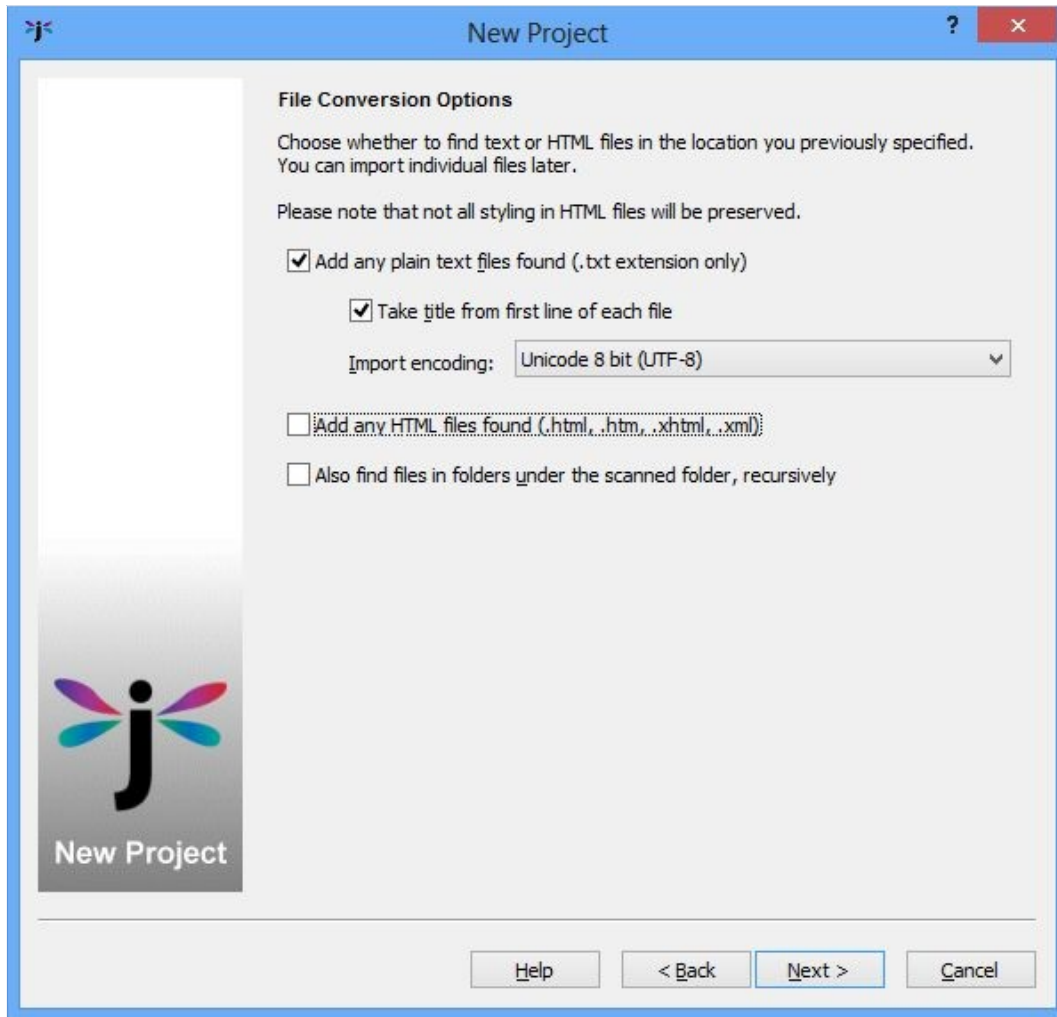 New Project
?
File Conversion Options
Choose whether to find text or HTML files in the location you previously specified.
You can import individual files later.
Please note that not all styling in HTML files will be preserved.
Add any plain text files found (.txt extension only)
Take title from first line of each file
Import encoding: Unicode 8 bit (UTF-8)
Add any HTML files found (.html, .htm, .xhtml, .xml)
Also find files in folders under the scanned folder, recursively
j
New Project
Help < Back Next > Cancel